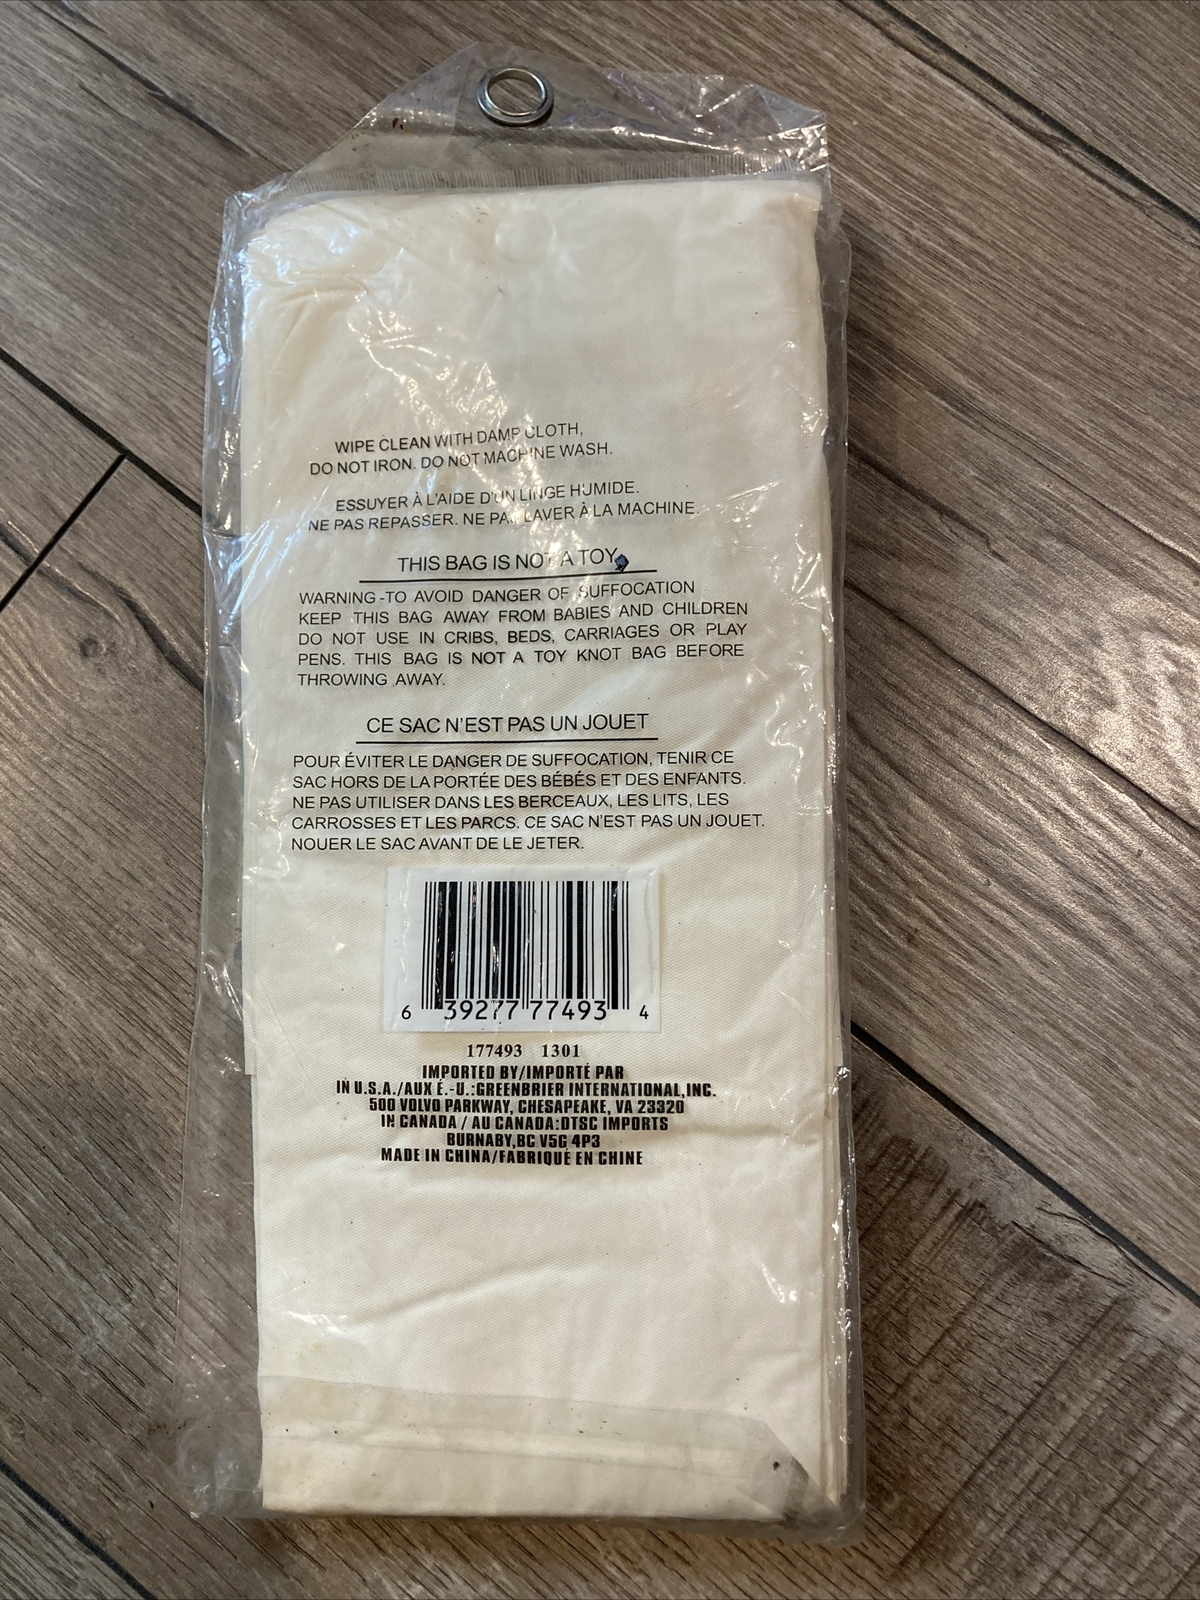 WIPE CLEAN WITH DAMP CLOTH,
DO NOT IRON. DO NOT MACHINE WASH.
ESSUYER À L'AIDE D'UN LINGE HUMIDE.
NE PAS REPASSER. NE PAS LAVER À LA MACHINE.
THIS BAG IS NOT A TOY
WARNING -TO AVOID DANGER OF SUFFOCATION
KEEP THIS BAG AWAY FROM BABIES AND CHILDREN
DO NOT USE IN CRIBS, BEDS, CARRIAGES OR PLAY
PENS. THIS BAG IS NOT A TOY KNOT BAG BEFORE
THROWING AWAY.
CE SAC N'EST PAS UN JOUET
POUR ÉVITER LE DANGER DE SUFFOCATION, TENIR CE
SAC HORS DE LA PORTÉE DES BÉBÉS ET DES ENFANTS.
NE PAS UTILISER DANS LES BERCEAUX, LES LITS, LES
CARROSSES ET LES PARCS. CE SAC N'EST PAS UN JOUET.
NOUER LE SAC AVANT DE LE JETER.
6 39277 77493 4
177493 1301
IMPORTED BY/IMPORTÉ PAR
IN U.S.A./AUX É.-U.:GREENBRIER INTERNATIONAL,INC.
500 VOLVO PARKWAY, CHESAPEAKE, VA 23320
IN CANADA / AU CANADA:DTSC IMPORTS
BURNABY,BC V5G 4P3
MADE IN CHINA/FABRIQUÉ EN CHINE